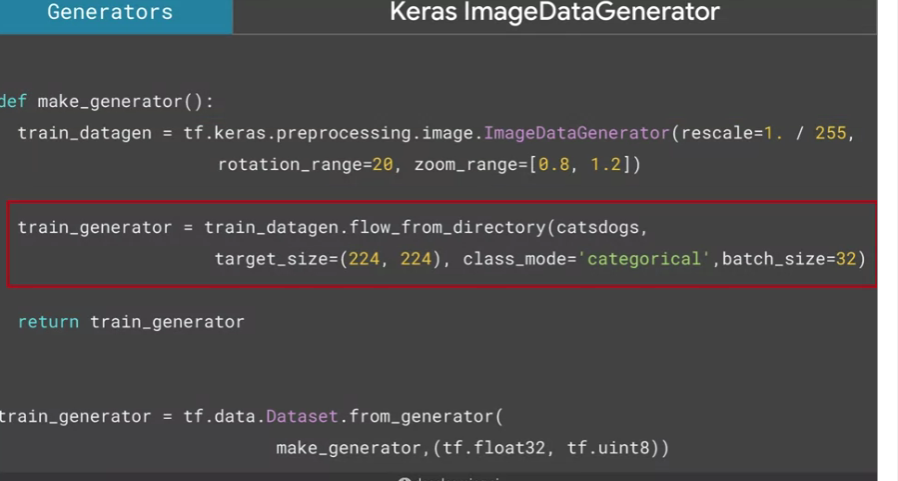 Generators
Keras ImageDataGenerator
def make_generator():
train_datagen = tf.keras.preprocessing.image.ImageDataGenerator(rescale=1. / 255,
rotation_range=20, zoom_range=[0.8, 1.2])
train_generator = train_datagen.flow_from_directory(catsdogs,
target_size=(224, 224), class_mode='categorical',batch_size=32)
return train_generator
train_generator = tf.data.Dataset.from_generator(
make_generator,(tf.float32, tf.uint8))